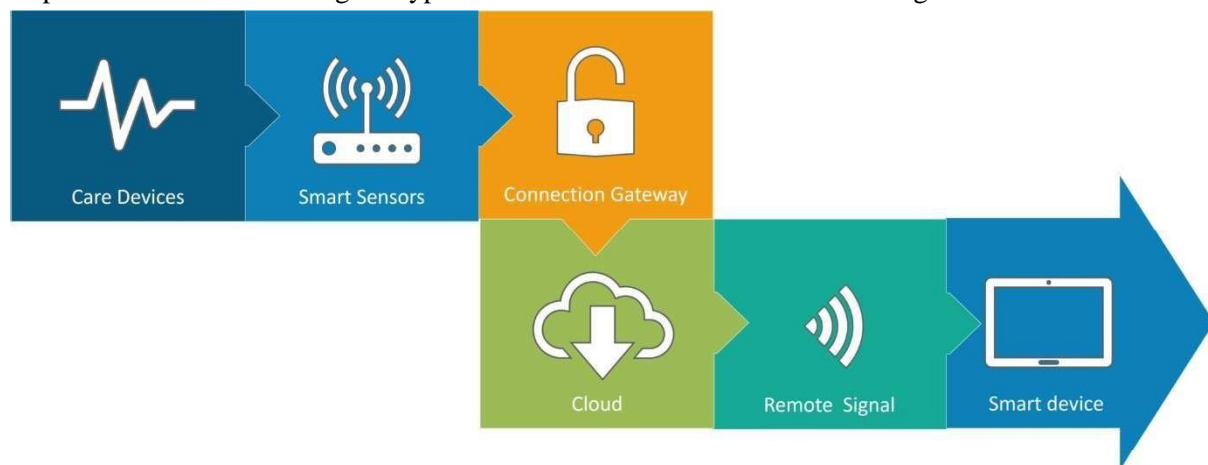 Care Devices
Smart Sensors
Connection Gateway
Cloud
Remote Signal
Smart device